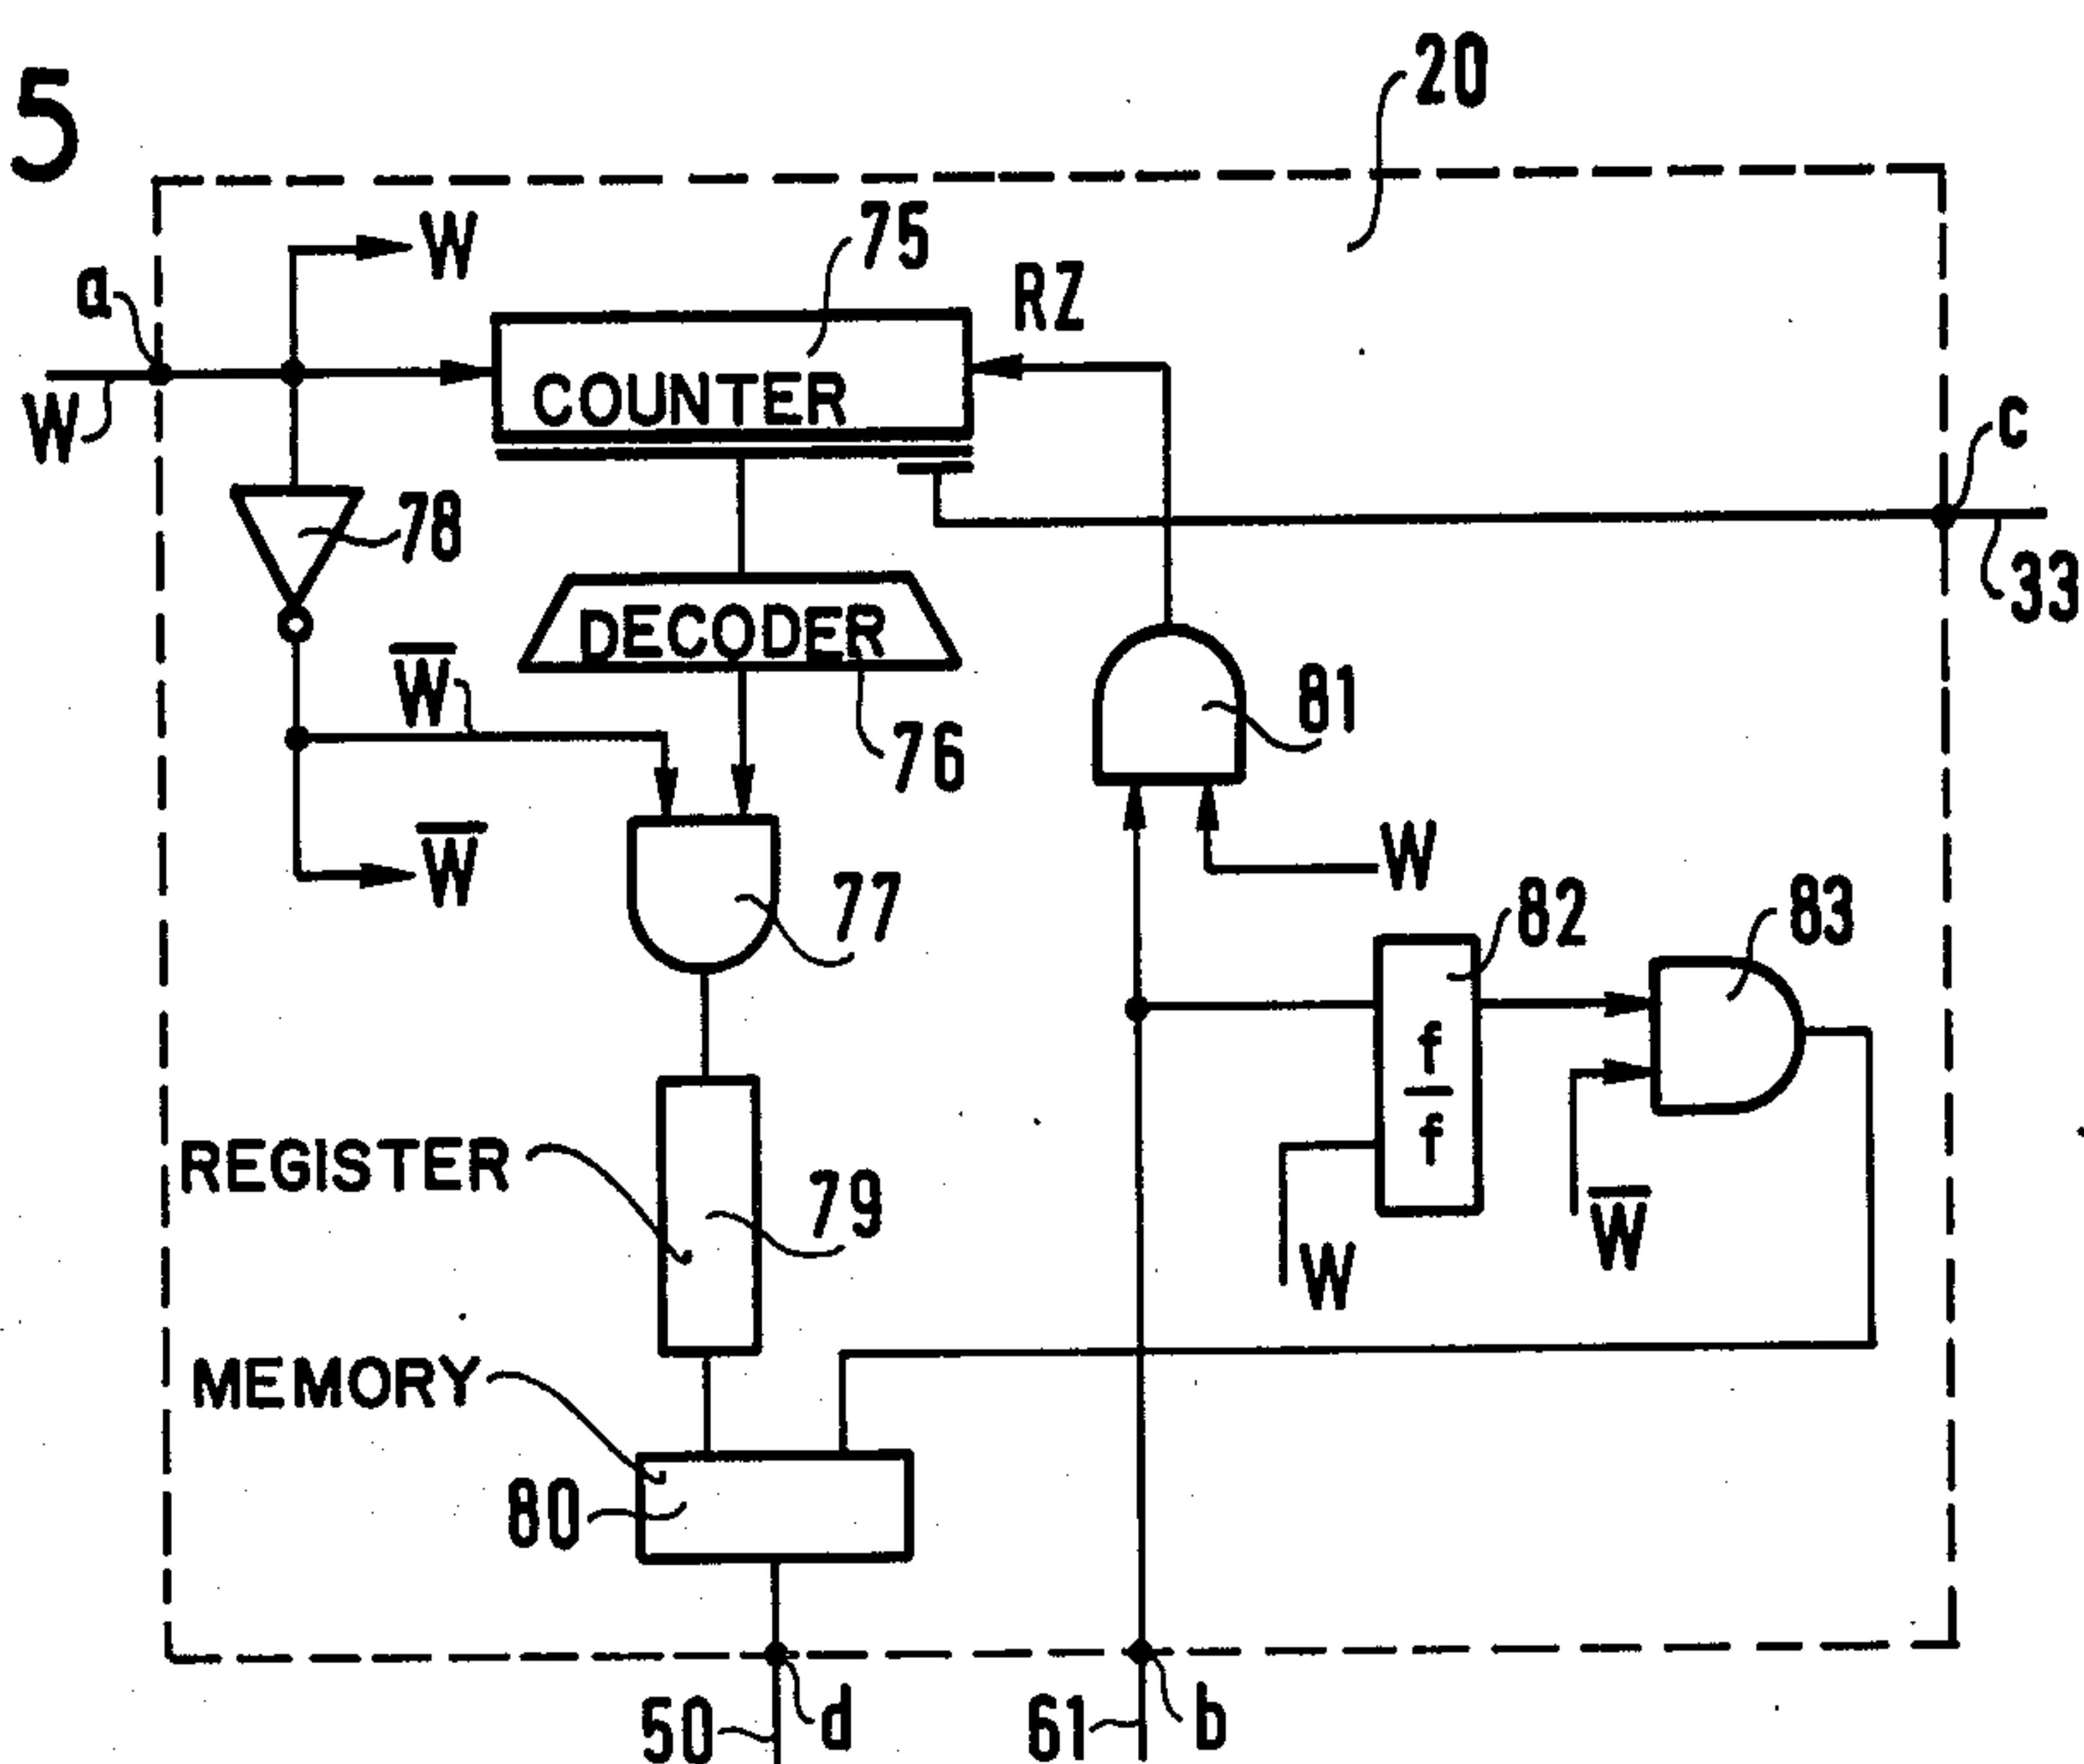 5
20
W
75
a
RZ
COUNTER
W
C
78
33
DECODER
W̅
81
76
W
W̅
77
82
83
f
f̅
REGISTER
79
W̅
W
MEMORY
80
50
d
61
b